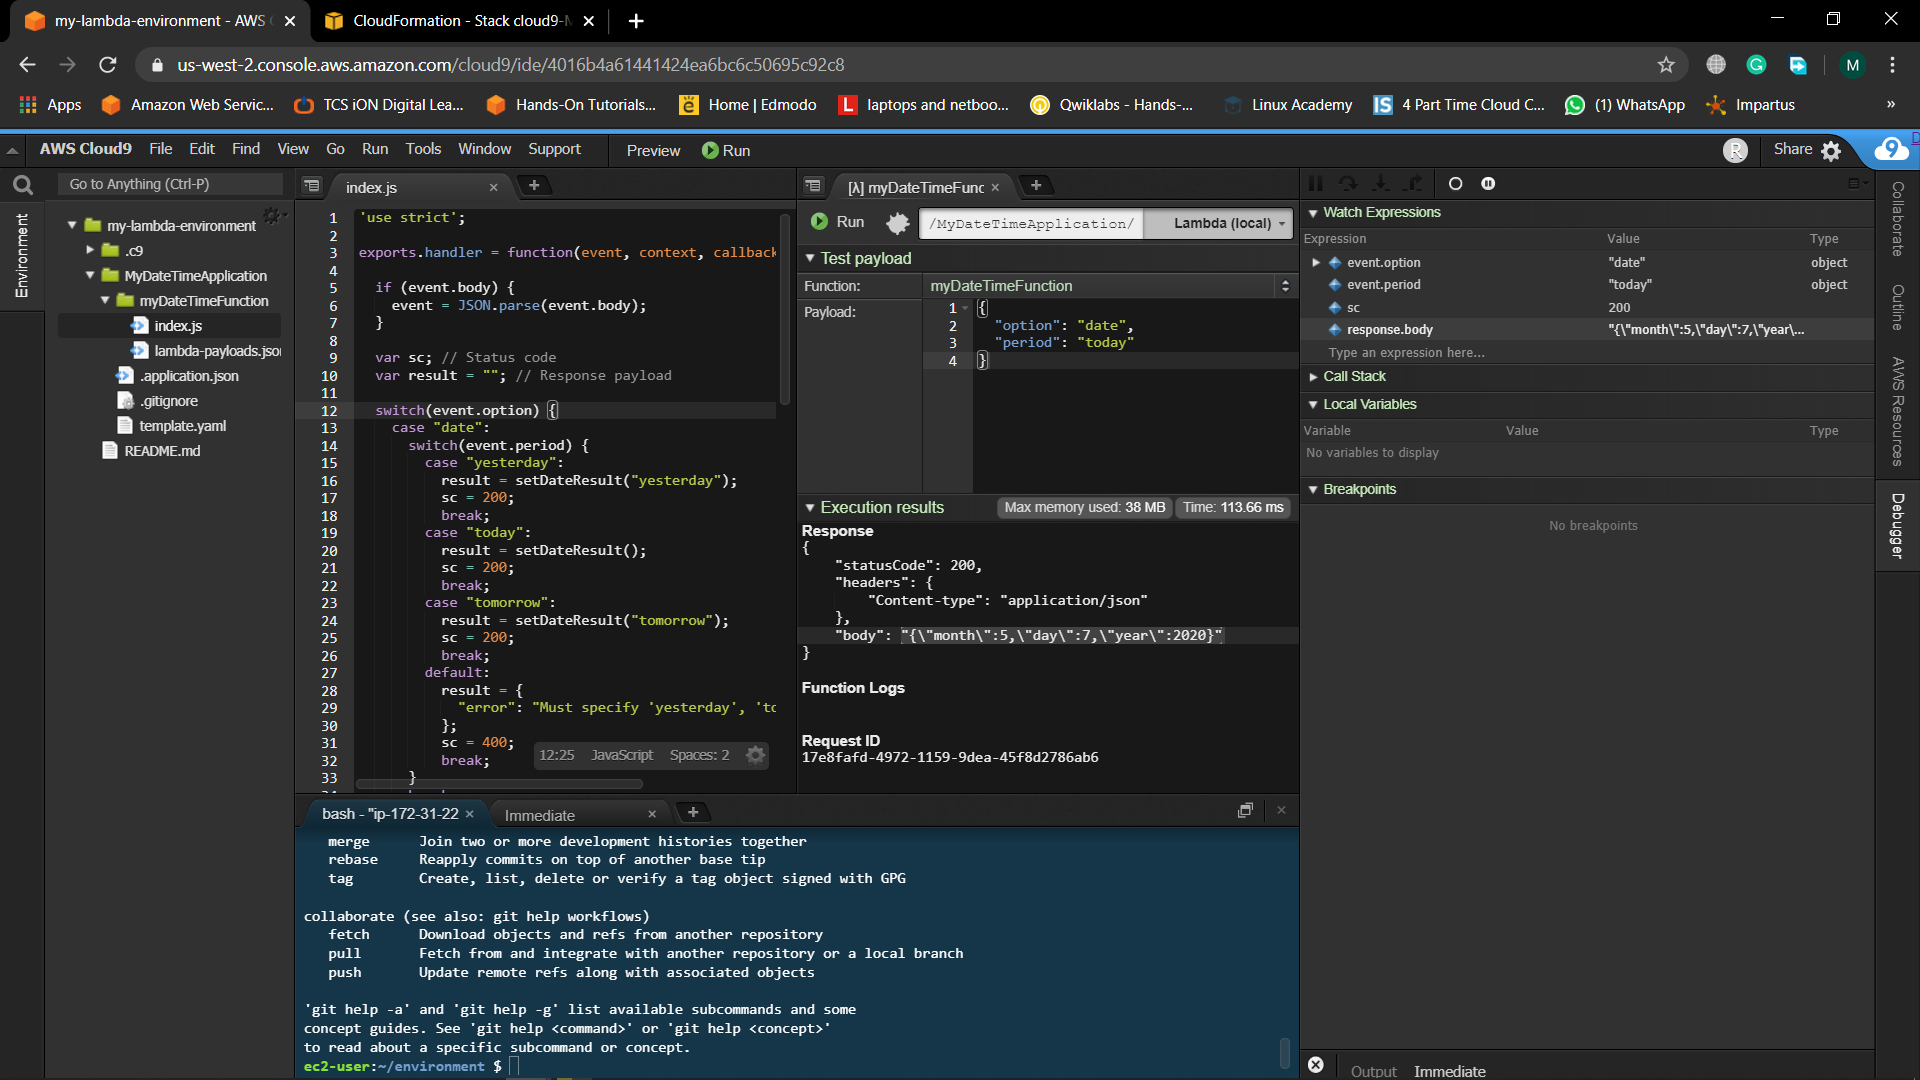 my-lambda-environment - AWS C
CloudFormation - Stack cloud9-M
us-west-2.console.aws.amazon.com/cloud9/ide/4016b4a61441424ea6bc6c50695c92c8
M
Apps
Amazon Web Servic...
TCS iON Digital Lea...
Hands-On Tutorials...
Home | Edmodo
laptops and netboo...
Qwiklabs - Hands-...
Linux Academy
4 Part Time Cloud C...
(1) WhatsApp
Impartus
»
AWS Cloud9 File Edit Find View Go Run Tools Window Support Preview Run
R
Share
9
Go to Anything (Ctrl-P)
Environment
my-lambda-environment
.c9
MyDateTimeApplication
myDateTimeFunction
index.js
lambda-payloads.json
.application.json
.gitignore
template.yaml
README.md
index.js
1 'use strict';
2
3 exports.handler = function(event, context, callback
4
5 if (event.body) {
6 event = JSON.parse(event.body);
7 }
8
9 var sc; // Status code
10 var result = ""; // Response payload
11
12 switch(event.option) {
13 case "date":
14 switch(event.period) {
15 case "yesterday":
16 result = setDateResult("yesterday");
17 sc = 200;
18 break;
19 case "today":
20 result = setDateResult();
21 sc = 200;
22 break;
23 case "tomorrow":
24 result = setDateResult("tomorrow");
25 sc = 200;
26 break;
27 default:
28 result = {
29 "error": "Must specify 'yesterday', 'to
30 };
31 sc = 400;
32 break;
33 }
12:25 JavaScript Spaces: 2
[λ] myDateTimeFunc
Run
/MyDateTimeApplication/
Lambda (local)
Test payload
Function: myDateTimeFunction
Payload:
1 {
2 "option": "date",
3 "period": "today"
4 }
Execution results
Max memory used: 38 MB
Time: 113.66 ms
Response
{
"statusCode": 200,
"headers": {
"Content-type": "application/json"
},
"body": "{\"month\":5,\"day\":7,\"year\":2020}"
}
Function Logs
Request ID
17e8fafd-4972-1159-9dea-45f8d2786ab6
Watch Expressions
Expression Value Type
event.option "date" object
event.period "today" object
sc 200
response.body "{\"month\":5,\"day\":7,\"year\...
Type an expression here...
Call Stack
Local Variables
Variable Value Type
No variables to display
Breakpoints
No breakpoints
Collaborate
Outline
AWS Resources
Debugger
bash - "ip-172-31-22
Immediate
merge Join two or more development histories together
rebase Reapply commits on top of another base tip
tag Create, list, delete or verify a tag object signed with GPG
collaborate (see also: git help workflows)
fetch Download objects and refs from another repository
pull Fetch from and integrate with another repository or a local branch
push Update remote refs along with associated objects
'git help -a' and 'git help -g' list available subcommands and some
concept guides. See 'git help <command>' or 'git help <concept>'
to read about a specific subcommand or concept.
ec2-user:~/environment $
Output Immediate